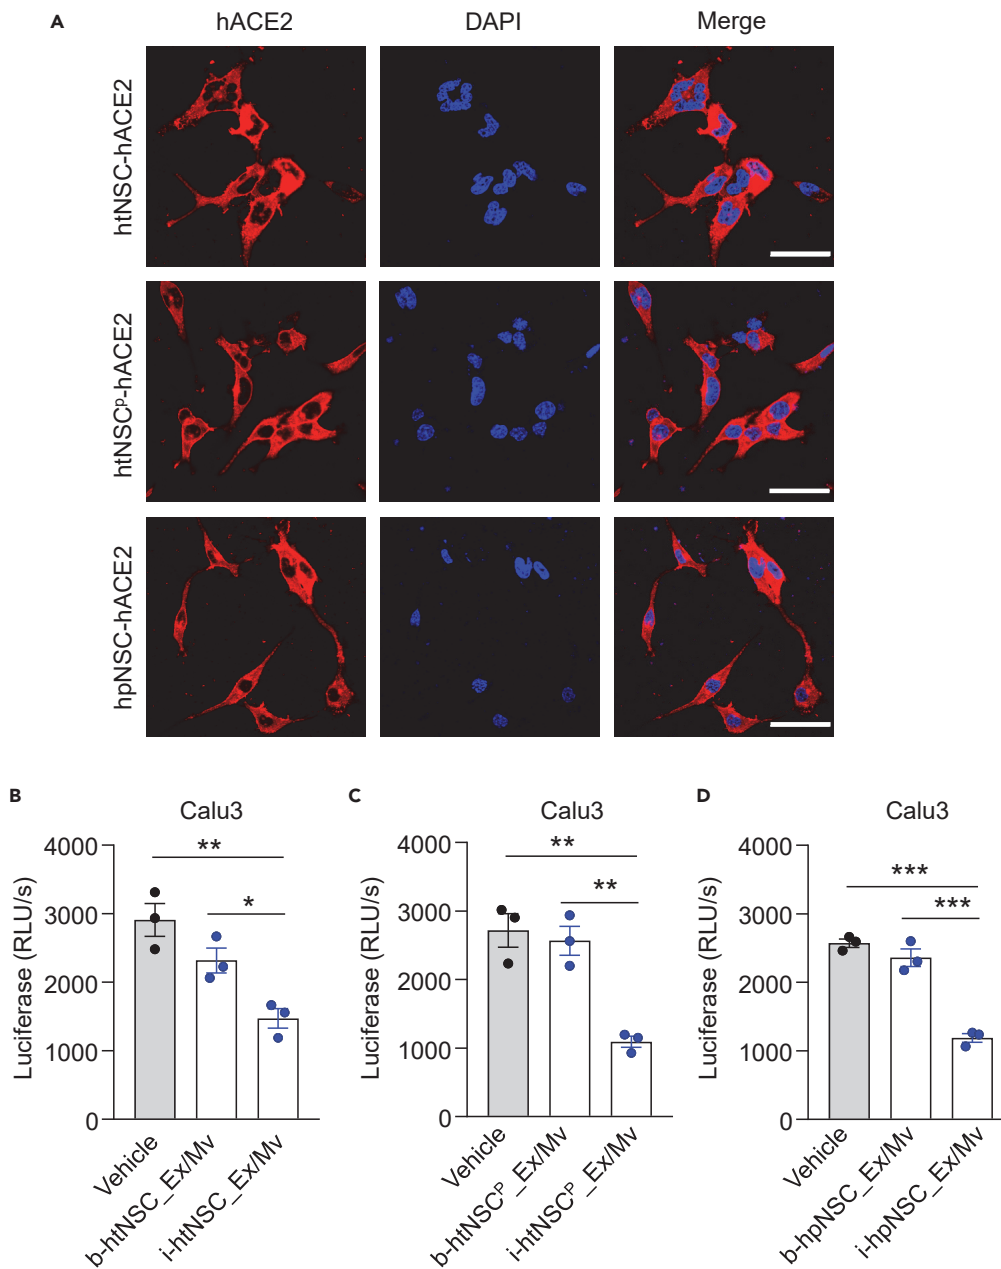 A
hACE2
DAPI
Merge
htNSC-hACE2
htNSCᵖ-hACE2
hpNSC-hACE2
B
Calu3
Luciferase (RLU/s)
4000
3000
2000
1000
0
**
*
Vehicle
b-htNSC_Ex/Mv
i-htNSC_Ex/Mv
C
Calu3
Luciferase (RLU/s)
4000
3000
2000
1000
0
**
**
Vehicle
b-htNSCᴾ_Ex/Mv
i-htNSCᴾ_Ex/Mv
D
Calu3
Luciferase (RLU/s)
4000
3000
2000
1000
0
***
***
Vehicle
b-hpNSC_Ex/Mv
i-hpNSC_Ex/Mv